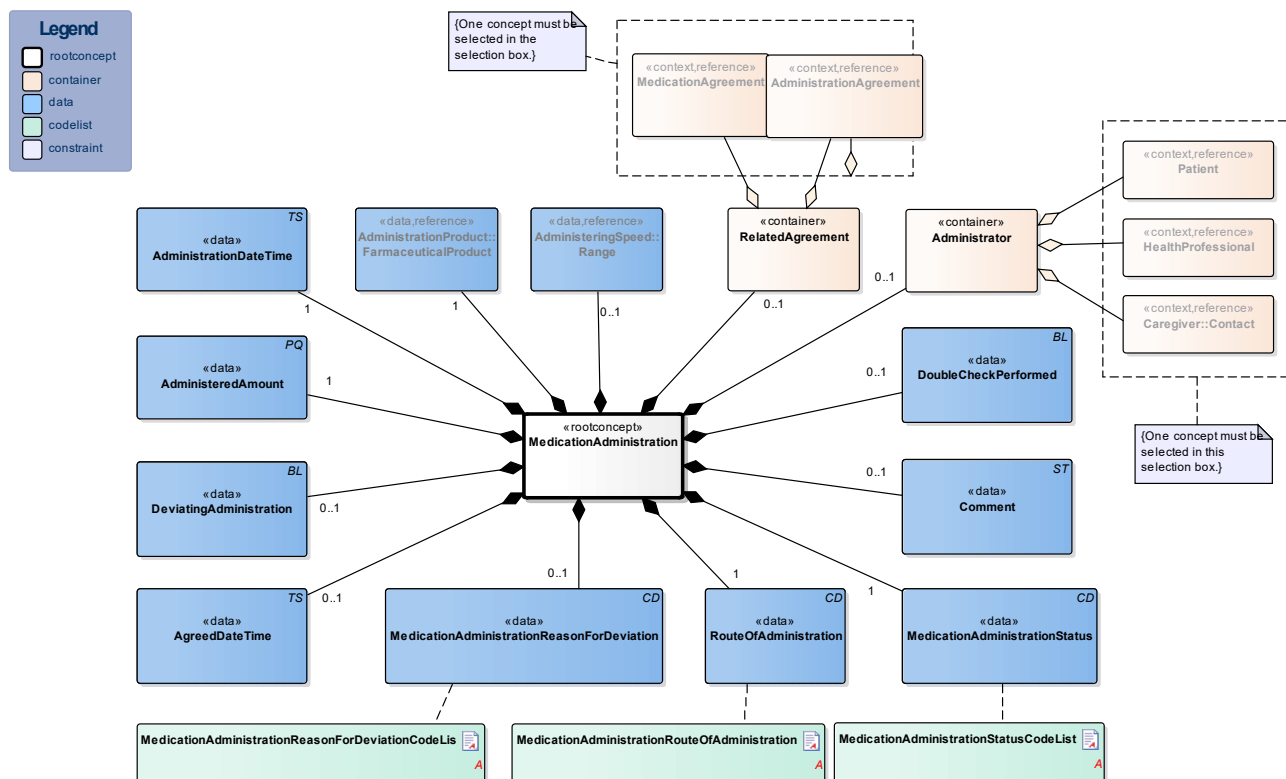 Legend
rootconcept
container
data
codelist
constraint
{One concept must be
selected in the
selection box.}
«context,reference»
MedicationAgreement
«context,reference»
AdministrationAgreement
«context,reference»
Patient
«context,reference»
HealthProfessional
«context,reference»
Caregiver::Contact
{One concept must be
selected in this
selection box.}
TS
«data»
AdministrationDateTime
«data,reference»
AdministrationProduct::
FarmaceuticalProduct
«data,reference»
AdministeringSpeed::
Range
«container»
RelatedAgreement
«container»
Administrator
1
1
0..1
0..1
0..1
PQ
«data»
AdministeredAmount
1
BL
«data»
DoubleCheckPerformed
0..1
«rootconcept»
MedicationAdministration
BL
«data»
DeviatingAdministration
0..1
ST
«data»
Comment
0..1
TS
«data»
AgreedDateTime
0..1
CD
«data»
MedicationAdministrationReasonForDeviation
0..1
CD
«data»
RouteOfAdministration
1
CD
«data»
MedicationAdministrationStatus
1
MedicationAdministrationReasonForDeviationCodeLis
A
MedicationAdministrationRouteOfAdministration
A
MedicationAdministrationStatusCodeList
A